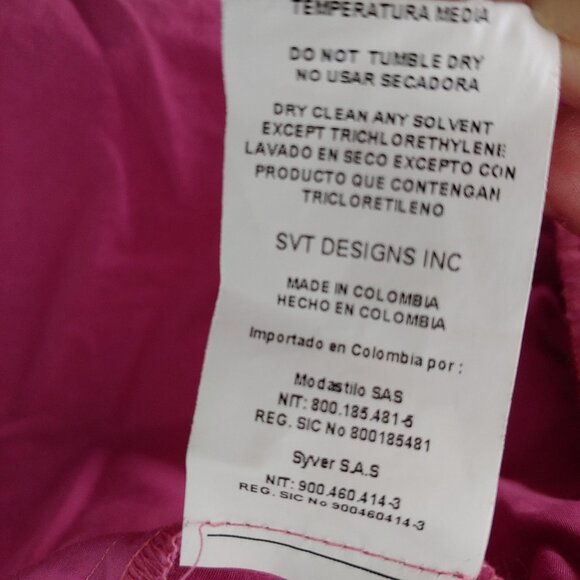 TEMPERATURA MEDIA
DO NOT TUMBLE DRY
NO USAR SECADORA
DRY CLEAN ANY SOLVENT
EXCEPT TRICHLORETHYLENE
LAVADO EN SECO EXCEPTO CON
PRODUCTO QUE CONTENGAN
TRICLORETILENO
SVT DESIGNS INC
MADE IN COLOMBIA
HECHO EN COLOMBIA
Importado en Colombia por :
Modastilo SAS
NIT: 800.185.481-5
REG. SIC No 800185481
Syver S.A.S
NIT: 900.460.414-3
REG. SIC No 900460414-3